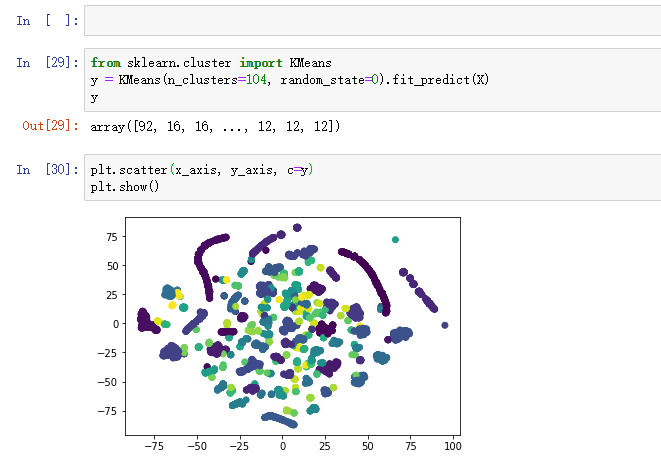 In [ ]:
In [29]: from sklearn.cluster import KMeans
y = KMeans(n_clusters=104, random_state=0).fit_predict(X)
y
Out[29]: array([92, 16, 16, ..., 12, 12, 12])
In [30]: plt.scatter(x_axis, y_axis, c=y)
plt.show()
75
50
25
0
−25
−50
−75
−75 −50 −25 0 25 50 75 100